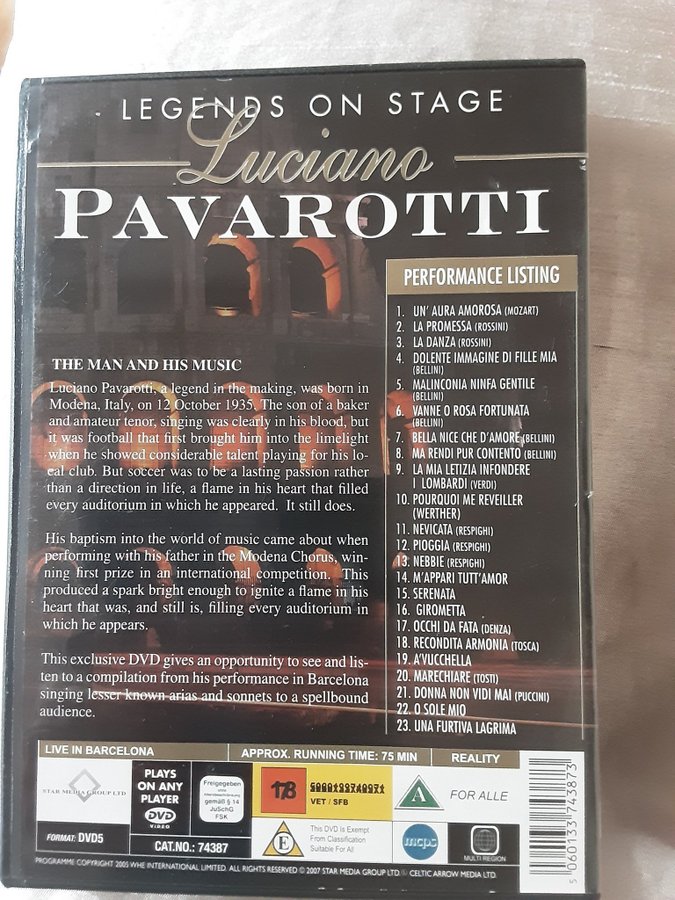 LEGENDS ON STAGE
Luciano
PAVAROTTI
PERFORMANCE LISTING
1. UN' AURA AMOROSA (MOZART)
2. LA PROMESSA (ROSSINI)
3. LA DANZA (ROSSINI)
4. DOLENTE IMMAGINE DI FILLE MIA
(BELLINI)
5. MALINCONIA NINFA GENTILE
(BELLINI)
6. VANNE O ROSA FORTUNATA
(BELLINI)
7. BELLA NICE CHE D'AMORE (BELLINI)
8. MA RENDI PUR CONTENTO (BELLINI)
9. LA MIA LETIZIA INFONDERE
I LOMBARDI (VERDI)
10. POURQUOI ME REVEILLER
(WERTHER)
11. NEVICATA (RESPIGHI)
12. PIOGGIA (RESPIGHI)
13. NEBBIE (RESPIGHI)
14. M'APPARI TUTT'AMOR
15. SERENATA
16. GIROMETTA
17. OCCHI DA FATA (DENZA)
18. RECONDITA ARMONIA (TOSCA)
19. A'VUCCHELLA
20. MARECHIARE (TOSTI)
21. DONNA NON VIDI MAI (PUCCINI)
22. O SOLE MIO
23. UNA FURTIVA LAGRIMA
THE MAN AND HIS MUSIC
Luciano Pavarotti, a legend in the making, was born in
Modena, Italy, on 12 October 1935. The son of a baker
and amateur tenor, singing was clearly in his blood, but
it was football that first brought him into the limelight
when he showed considerable talent playing for his lo-
cal club. But soccer was to be a lasting passion rather
than a direction in life, a flame in his heart that filled
every auditorium in which he appeared. It still does.
His baptism into the world of music came about when
performing with his father in the Modena Chorus, win-
ning first prize in an international competition. This
produced a spark bright enough to ignite a flame in his
heart that was, and still is, filling every auditorium in
which he appears.
This exclusive DVD gives an opportunity to see and lis-
ten to a compilation from his performance in Barcelona
singing lesser known arias and sonnets to a spellbound
audience.
LIVE IN BARCELONA
APPROX. RUNNING TIME: 75 MIN
REALITY
STAR MEDIA GROUP LTD
PLAYS
ON ANY
PLAYER
DVD
VIDEO
Freigegeben
ohne
Altersbeschränkung
gemäß § 14
JuSchG
FSK
178
5000133740071
VET / SFB
A
FOR ALLE
FORMAT: DVD5
CAT.NO.: 74387
E
This DVD is Exempt
From Classification
Suitable For All
mcps
0
MULTI REGION
5 060133 743873
PROGRAMME COPYRIGHT 2005 WHE INTERNATIONAL LIMITED. ALL RIGHTS RESERVED © 2007 STAR MEDIA GROUP LTD. ℄ CELTIC ARROW MEDIA LTD.